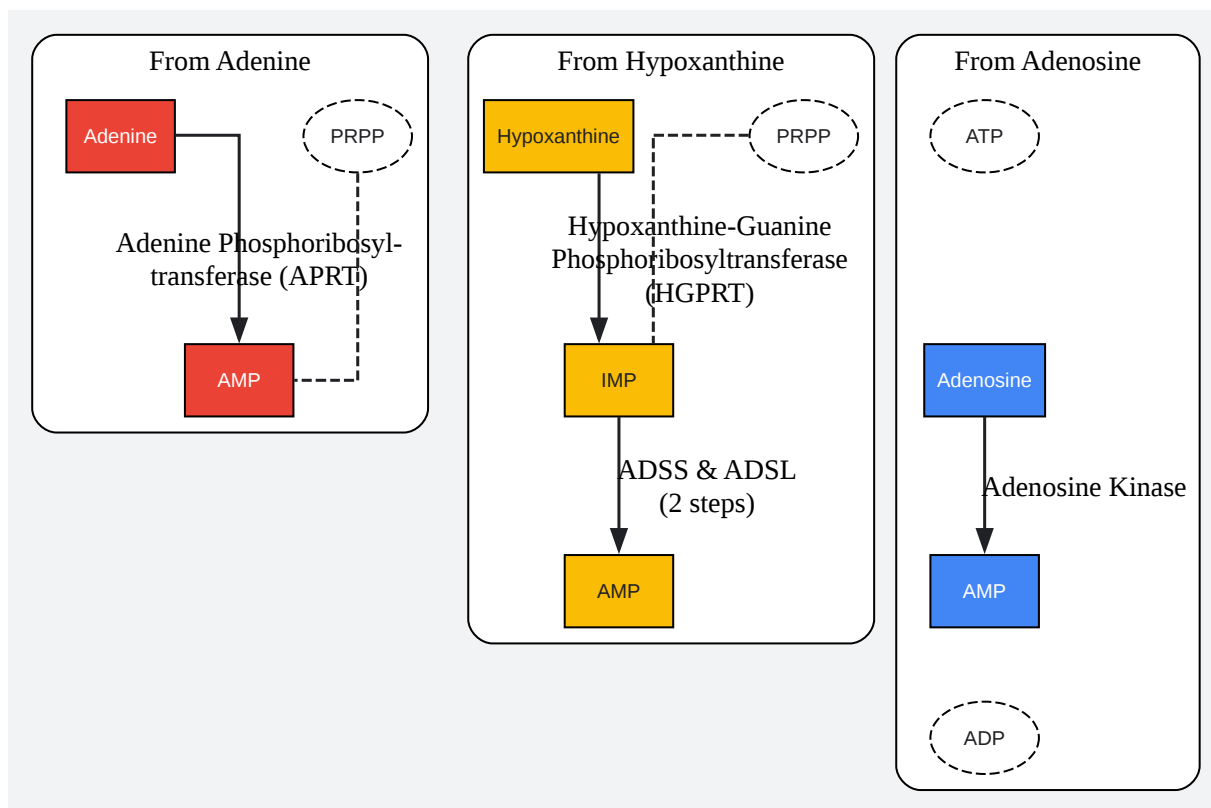 From Adenine
Adenine
PRPP
Adenine Phosphoribosyl-
transferase (APRT)
AMP
From Hypoxanthine
Hypoxanthine
PRPP
Hypoxanthine-Guanine
Phosphoribosyltransferase
(HGPRT)
IMP
ADSS & ADSL
(2 steps)
AMP
From Adenosine
ATP
Adenosine
Adenosine Kinase
AMP
ADP